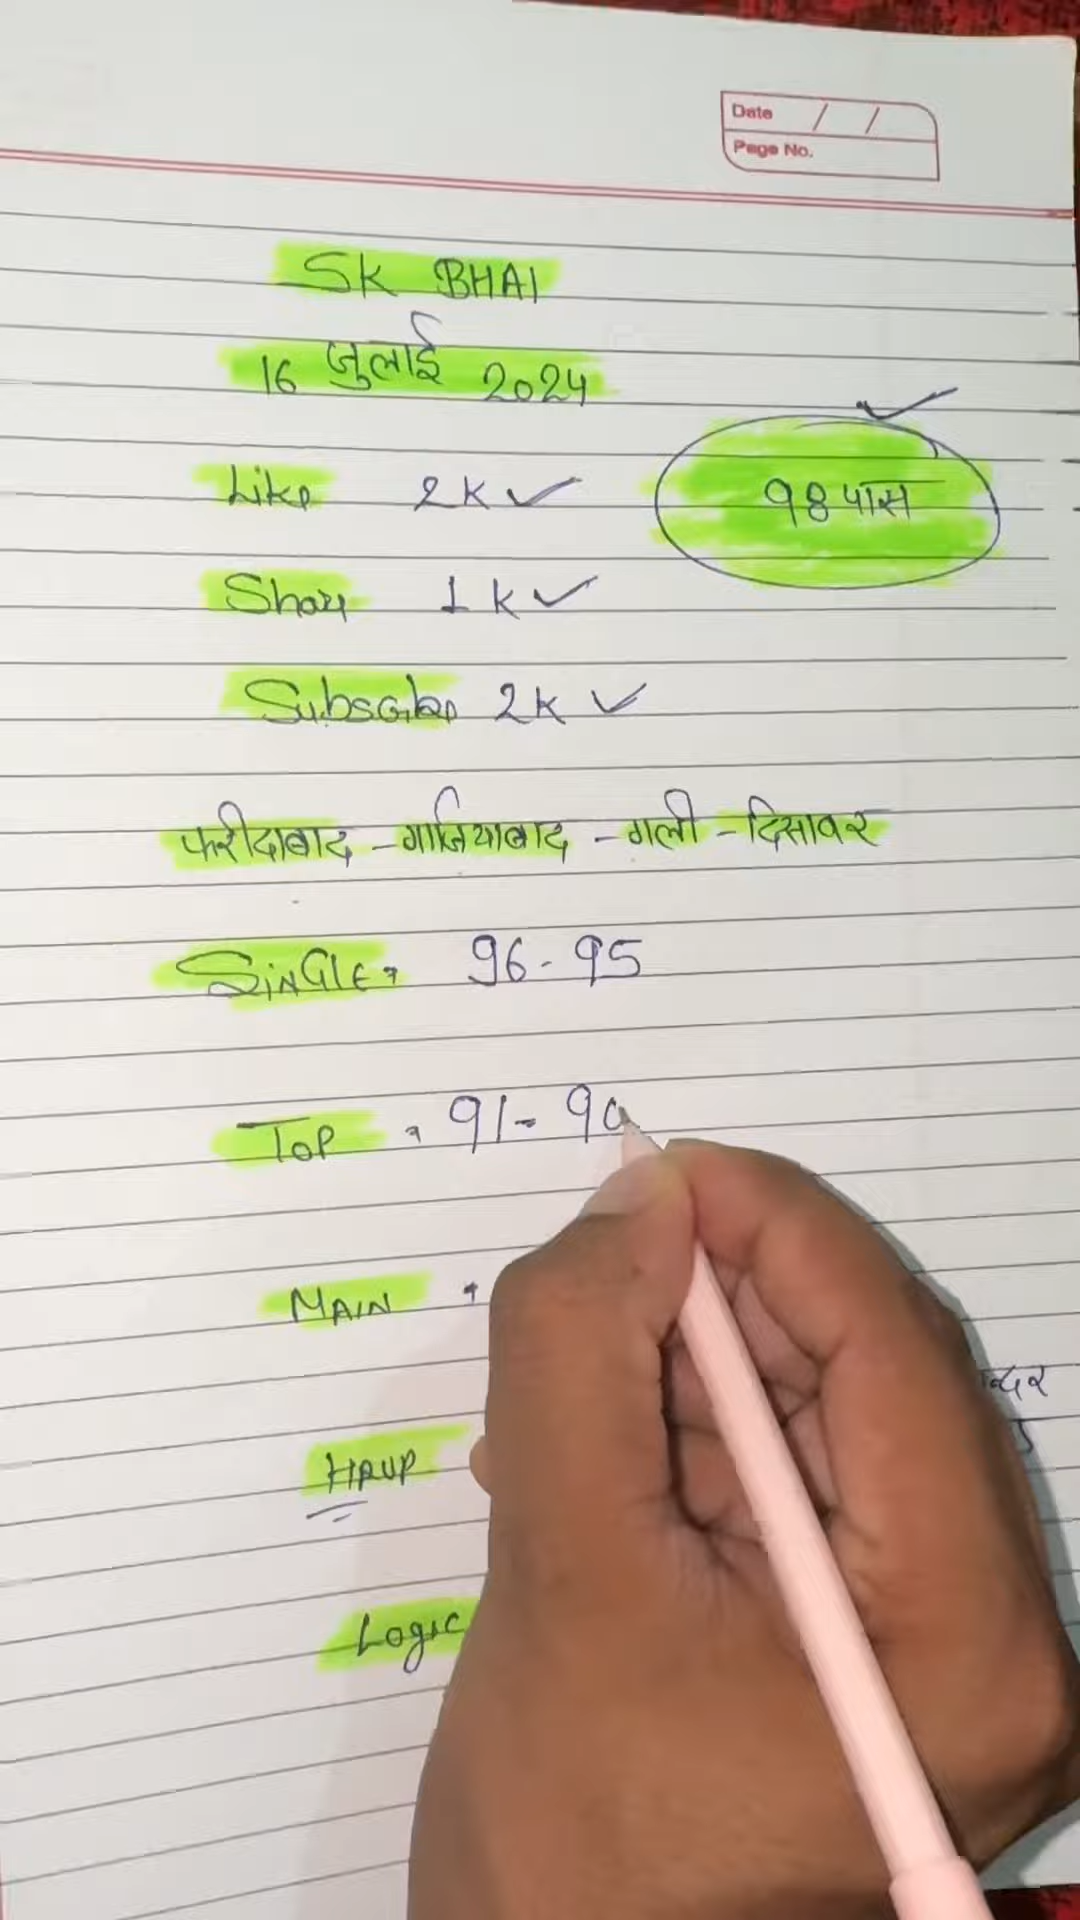 Date / /
Page No.
SK BHAI
16 जुलाई 2024
Like 2K ✓
98 पास ✓
Share 1K ✓
Subscribe 2K ✓
फरीदाबाद - गाजियाबाद - गली - दिसावर
SINGLE 96 - 95
TOP 91 - 90
MAIN
HRUP
Logic